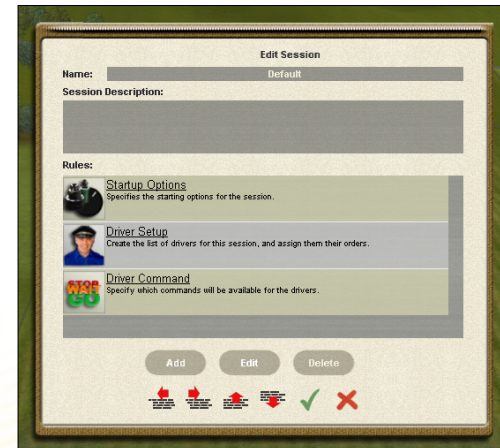 Edit Session
Name: Default
Session Description:
Rules:
Startup Options
Specifies the starting options for the session.
Driver Setup
Create the list of drivers for this session, and assign them their orders.
STOP
WAIT
GO
Driver Command
Specify which commands will be available for the drivers.
Add Edit Delete